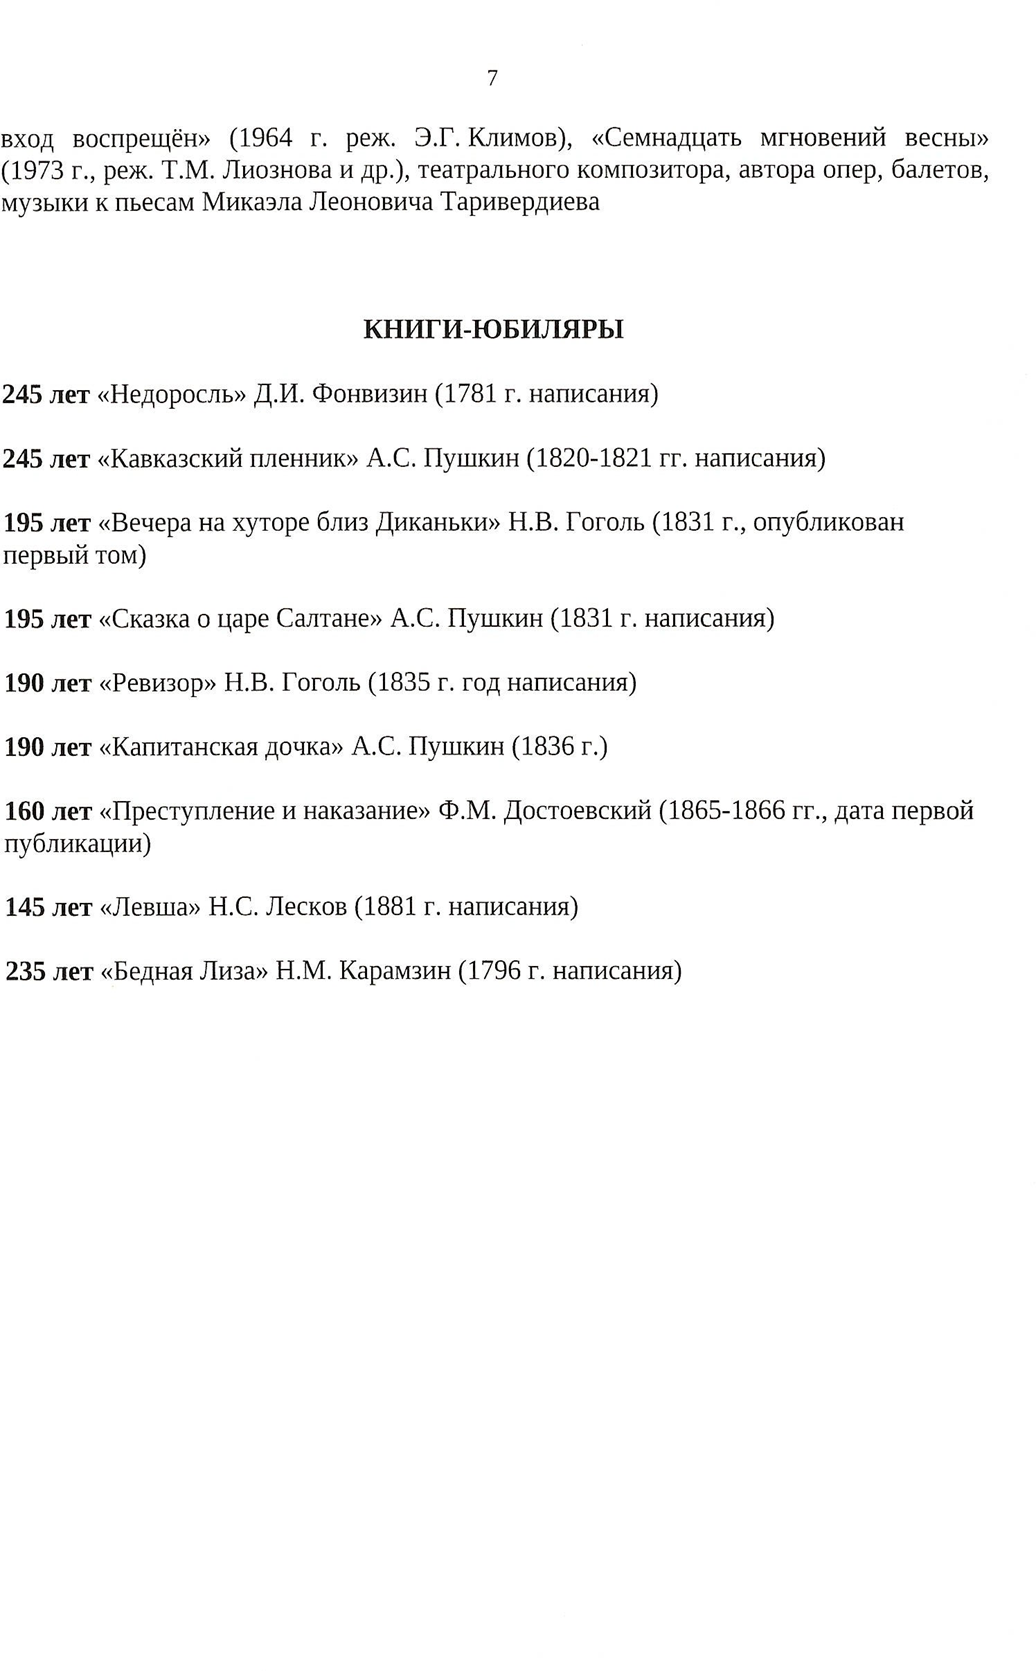 7
вход воспрещён» (1964 г. реж. Э.Г. Климов), «Семнадцать мгновений весны»
(1973 г., реж. Т.М. Лиознова и др.), театрального композитора, автора опер, балетов,
музыки к пьесам Микаэла Леоновича Таривердиева
КНИГИ-ЮБИЛЯРЫ
245 лет «Недоросль» Д.И. Фонвизин (1781 г. написания)
245 лет «Кавказский пленник» А.С. Пушкин (1820-1821 гг. написания)
195 лет «Вечера на хуторе близ Диканьки» Н.В. Гоголь (1831 г., опубликован
первый том)
195 лет «Сказка о царе Салтане» А.С. Пушкин (1831 г. написания)
190 лет «Ревизор» Н.В. Гоголь (1835 г. год написания)
190 лет «Капитанская дочка» А.С. Пушкин (1836 г.)
160 лет «Преступление и наказание» Ф.М. Достоевский (1865-1866 гг., дата первой
публикации)
145 лет «Левша» Н.С. Лесков (1881 г. написания)
235 лет «Бедная Лиза» Н.М. Карамзин (1796 г. написания)